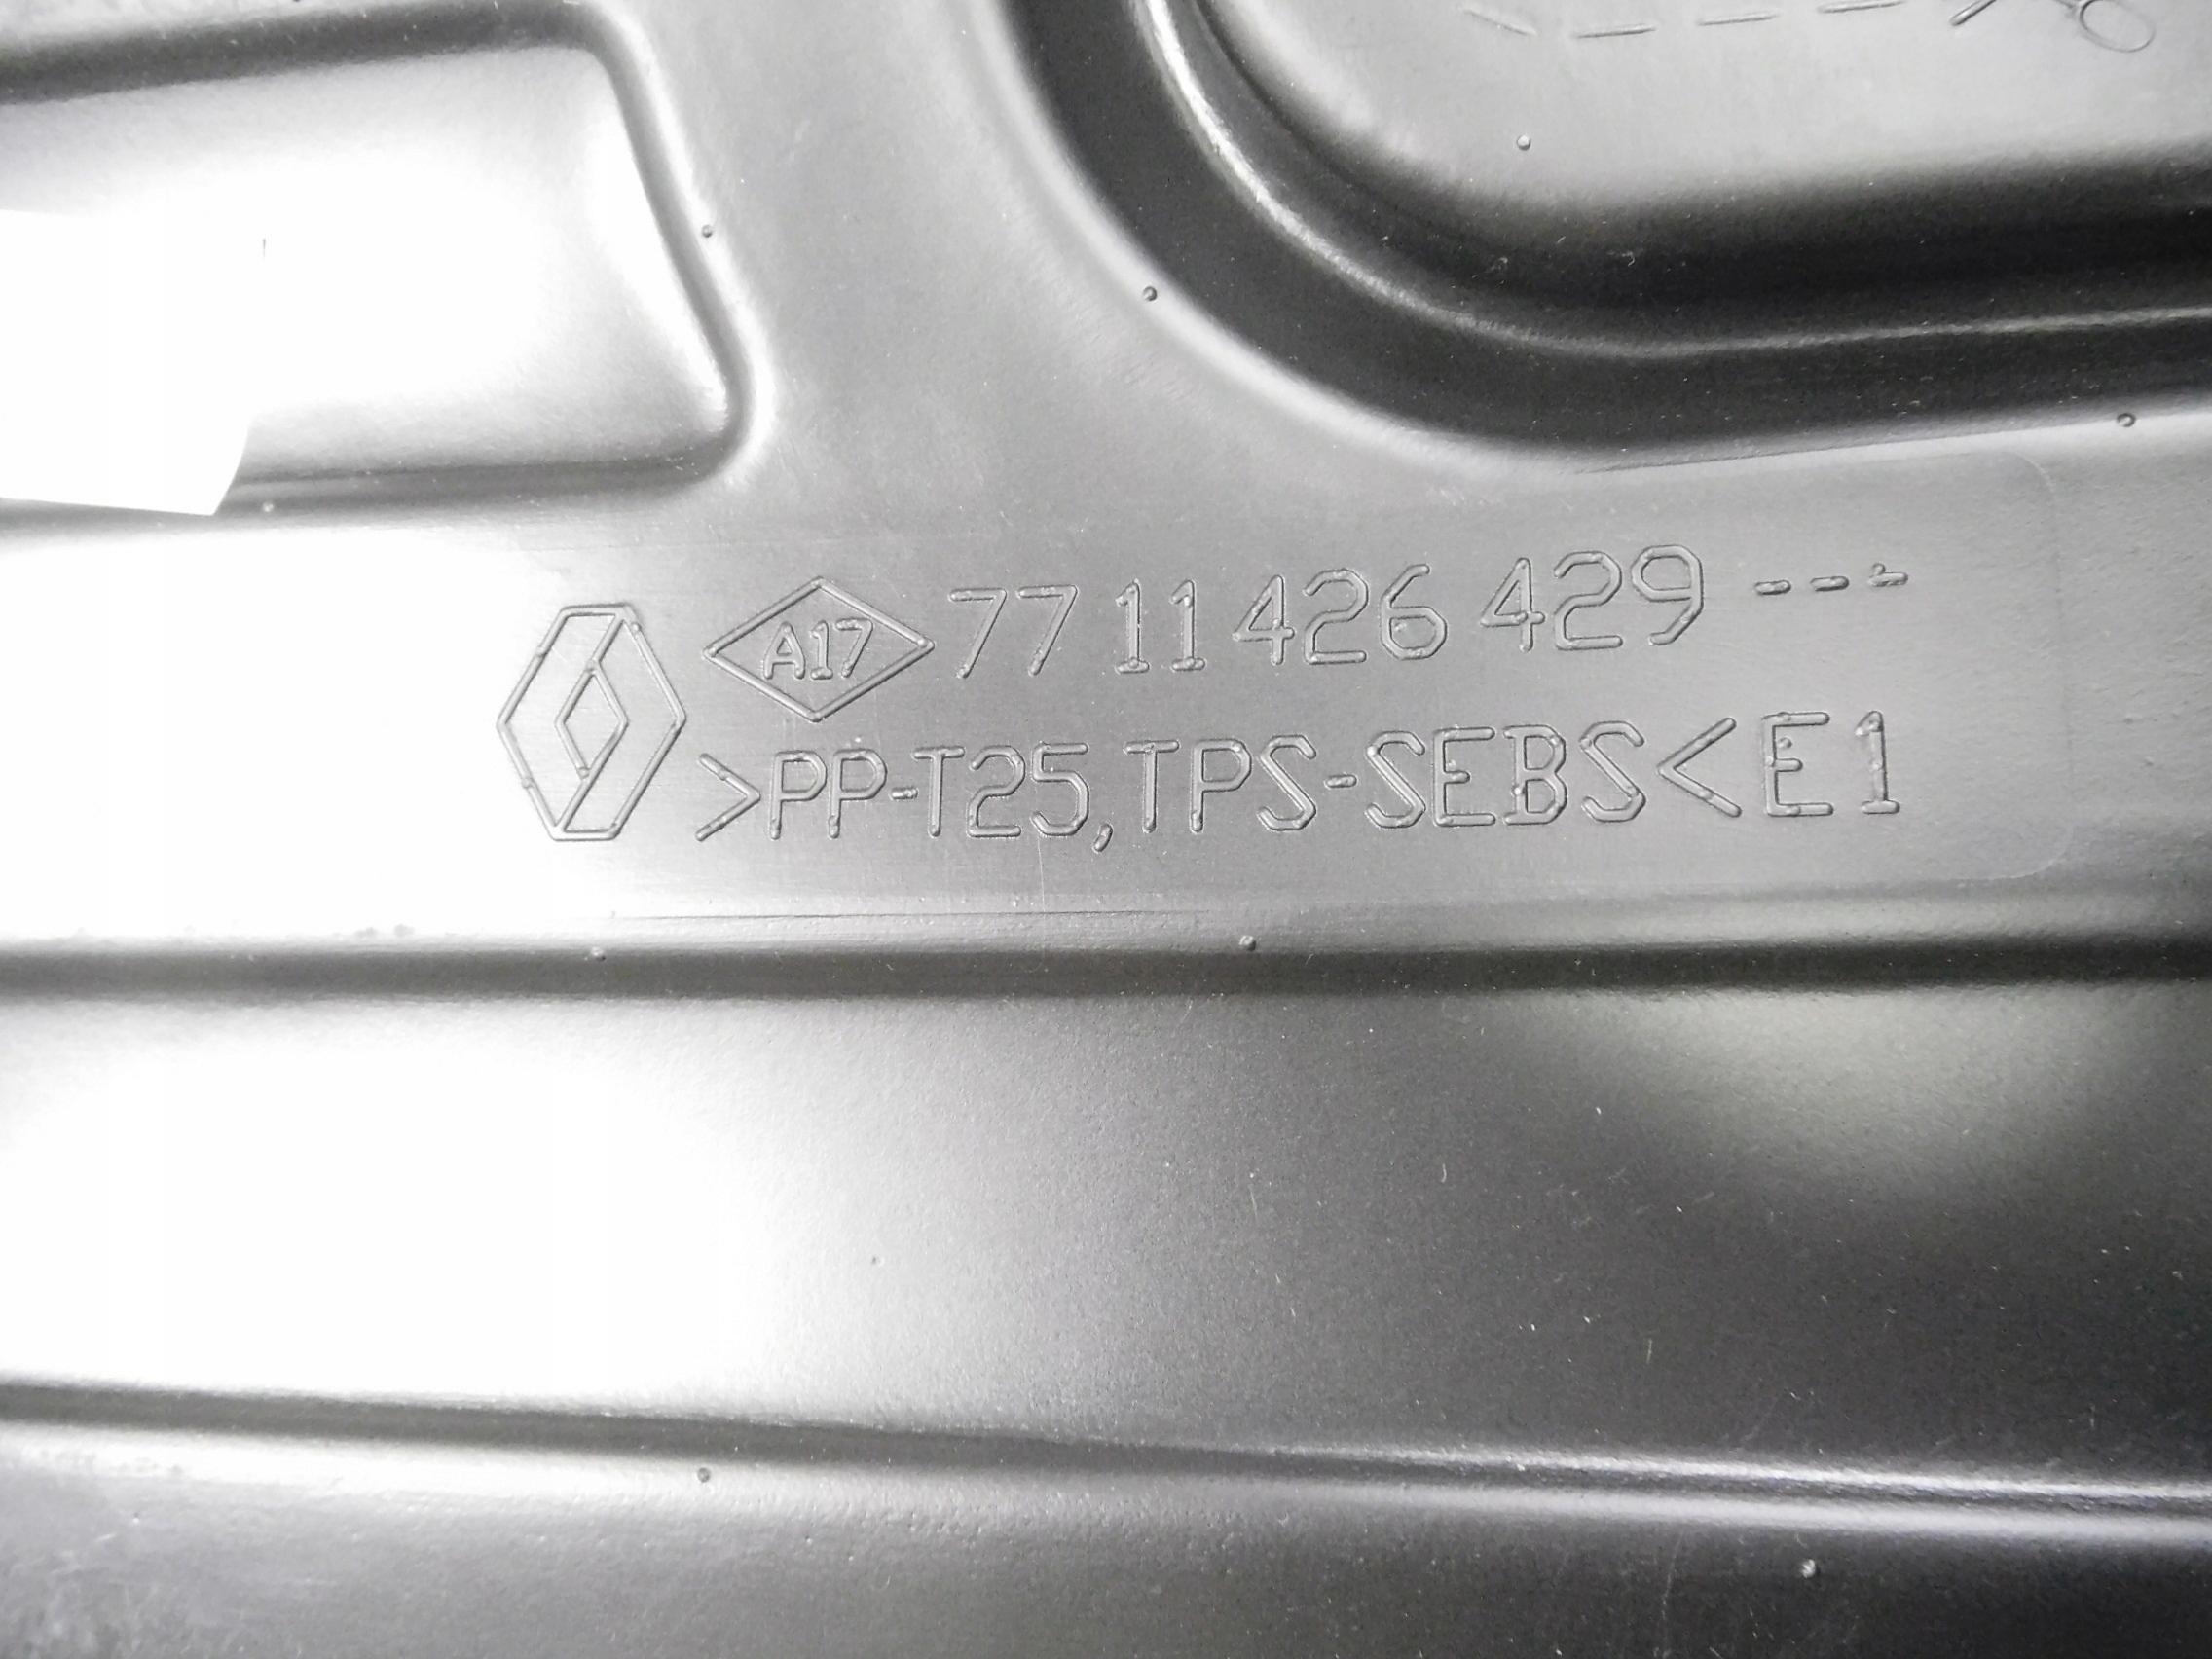 A17 77 11 426 429 ---
>PP-T25,TPS-SEBS< E1